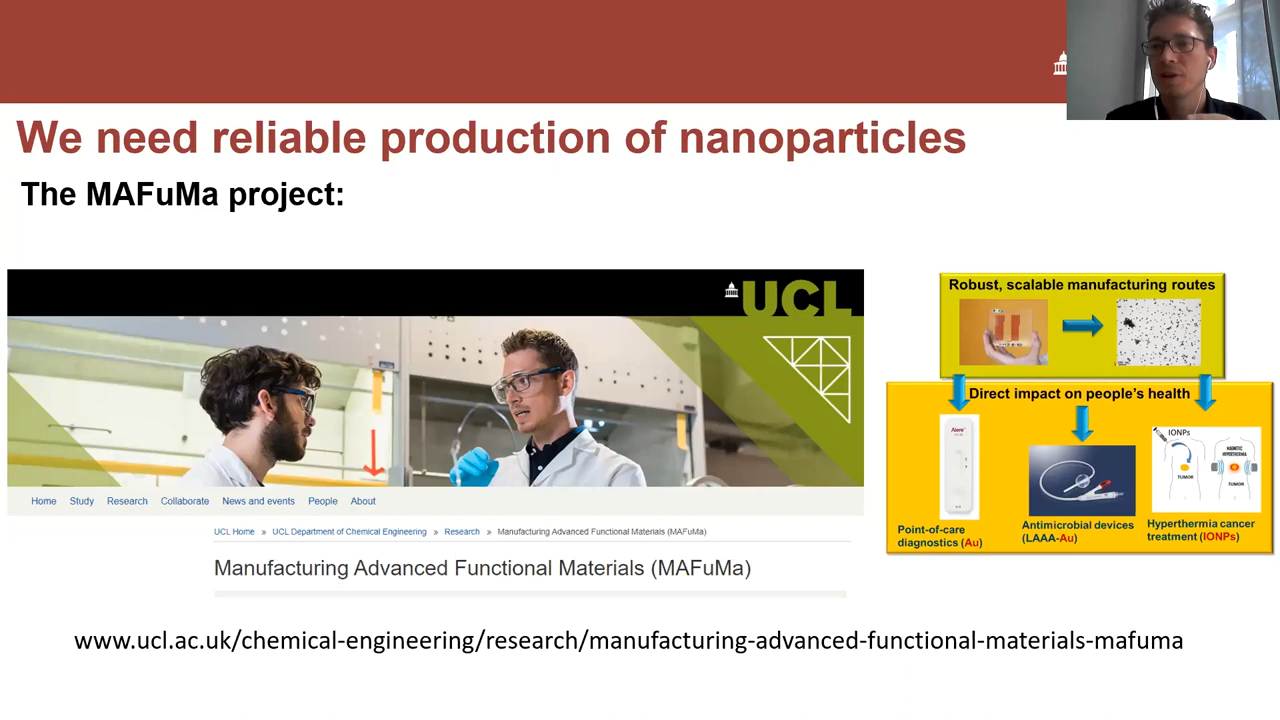 We need reliable production of nanoparticles
The MAFuMa project:
UCL
Home Study Research Collaborate News and events People About
UCL Home » UCL Department of Chemical Engineering » Research » Manufacturing Advanced Functional Materials (MAFuMa)
Manufacturing Advanced Functional Materials (MAFuMa)
Robust, scalable manufacturing routes
Direct impact on people's health
Alere
IONPs
TUMOR
MAGNETIC
HYPERTHERMIA
TUMOR
Point-of-care
diagnostics (Au)
Antimicrobial devices
(LAAA-Au)
Hyperthermia cancer
treatment (IONPs)
www.ucl.ac.uk/chemical-engineering/research/manufacturing-advanced-functional-materials-mafuma